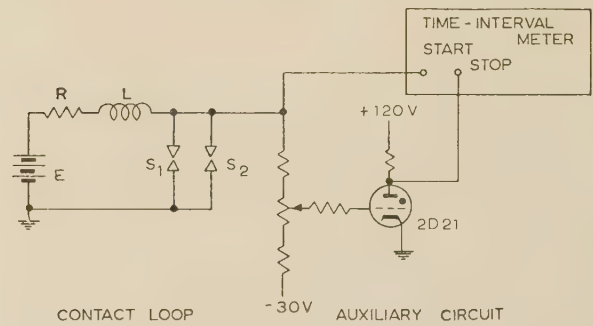 TIME-INTERVAL
METER
START
STOP
R
L
+120V
E
S1
S2
2D21
-30V
CONTACT LOOP
AUXILIARY CIRCUIT